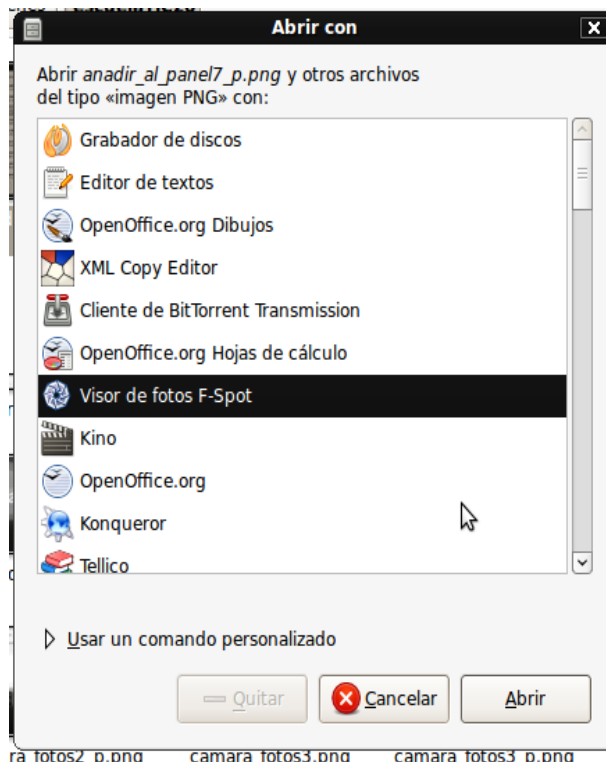 Abrir con
Abrir anadir_al_panel7_p.png y otros archivos
del tipo «imagen PNG» con:
Grabador de discos
Editor de textos
OpenOffice.org Dibujos
XML Copy Editor
Cliente de BitTorrent Transmission
OpenOffice.org Hojas de cálculo
Visor de fotos F-Spot
Kino
OpenOffice.org
Konqueror
Tellico
Usar un comando personalizado
Quitar
Cancelar
Abrir
ra_fotos2_p.png camara_fotos3.png camara_fotos3_p.png